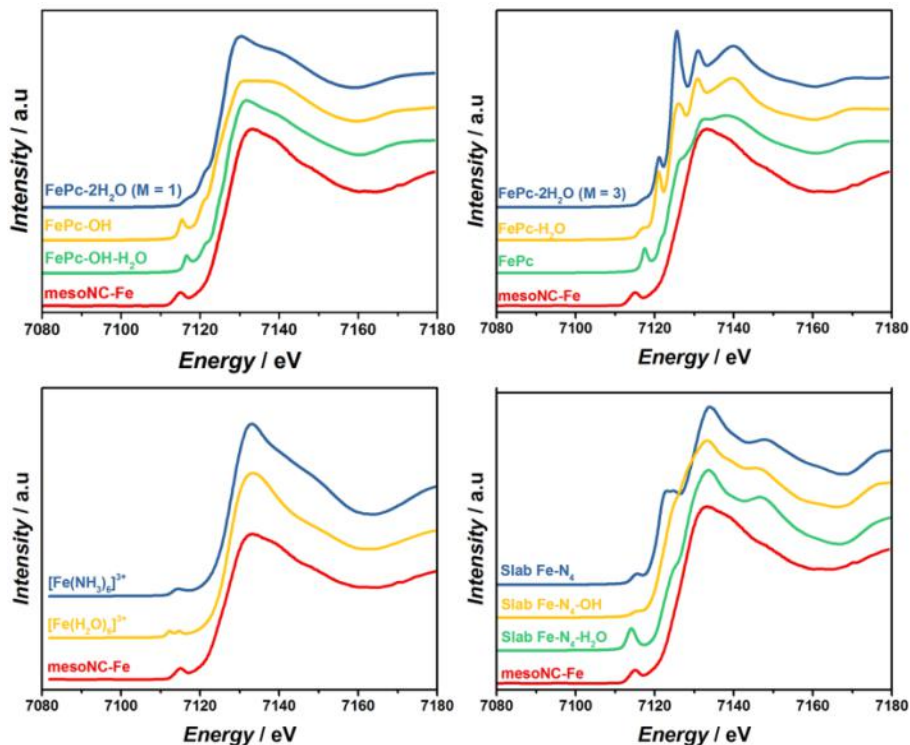 Intensity / a.u
FePc-2H₂O (M = 1)
FePc-OH
FePc-OH-H₂O
mesoNC-Fe
7080 7100 7120 7140 7160 7180
Energy / eV
Intensity / a.u
FePc-2H₂O (M = 3)
FePc-H₂O
FePc
mesoNC-Fe
7080 7100 7120 7140 7160 7180
Energy / eV
Intensity / a.u
[Fe(NH₃)₆]³⁺
[Fe(H₂O)₆]³⁺
mesoNC-Fe
7080 7100 7120 7140 7160 7180
Energy / eV
Intensity / a.u
Slab Fe-N₄
Slab Fe-N₄-OH
Slab Fe-N₄-H₂O
mesoNC-Fe
7080 7100 7120 7140 7160 7180
Energy / eV